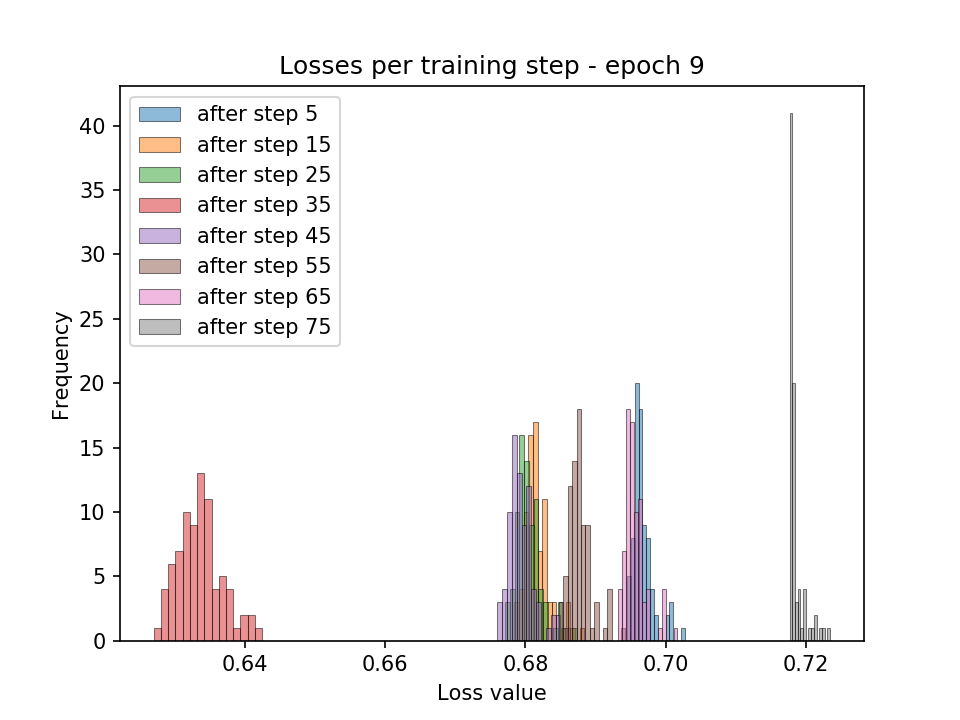 Losses per training step - epoch 9
after step 5
after step 15
after step 25
after step 35
after step 45
after step 55
after step 65
after step 75
Frequency
40
35
30
25
20
15
10
5
0
0.64 0.66 0.68 0.70 0.72
Loss value